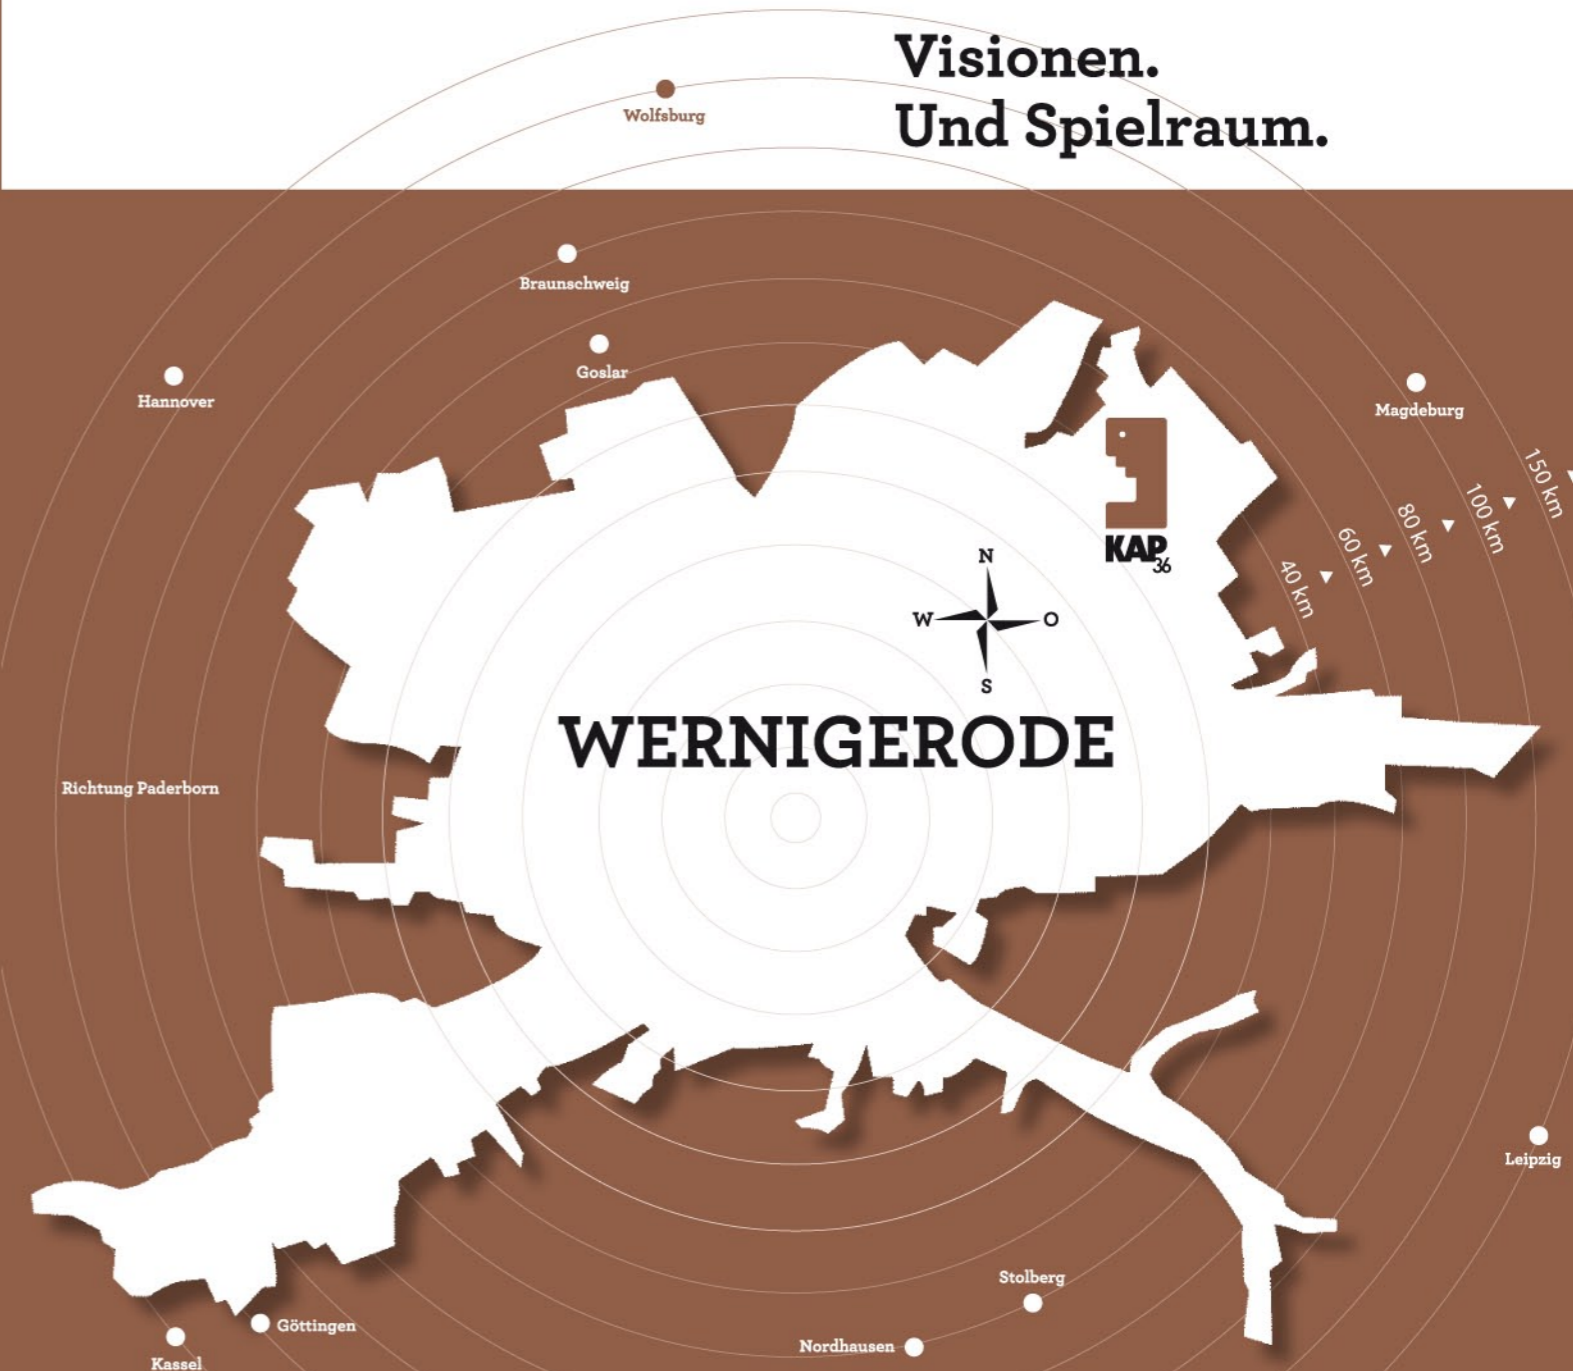 Visionen.
Und Spielraum.
Wolfsburg
Braunschweig
Goslar
Hannover
Magdeburg
150 km
100 km
80 km
60 km
40 km
KAP
36
N
W
O
S
WERNIGERODE
Richtung Paderborn
Leipzig
Stolberg
Göttingen
Nordhausen
Kassel